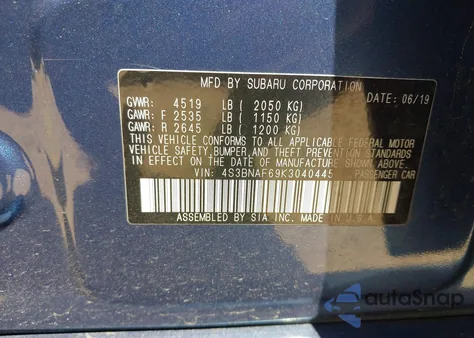 MFD BY SUBARU CORPORATION
GVWR: 4519 LB ( 2050 KG) DATE: 06/19
GAWR: F 2535 LB ( 1150 KG)
GAWR: R 2645 LB ( 1200 KG)
THIS VEHICLE CONFORMS TO ALL APPLICABLE FEDERAL MOTOR
VEHICLE SAFETY, BUMPER, AND THEFT PREVENTION STANDARDS
IN EFFECT ON THE DATE OF MANUFACTURE SHOWN ABOVE.
VIN: 4S3BNAF69K3040445 PASSENGER CAR
ASSEMBLED BY SIA INC. MADE IN U.S.A.
autoSnap